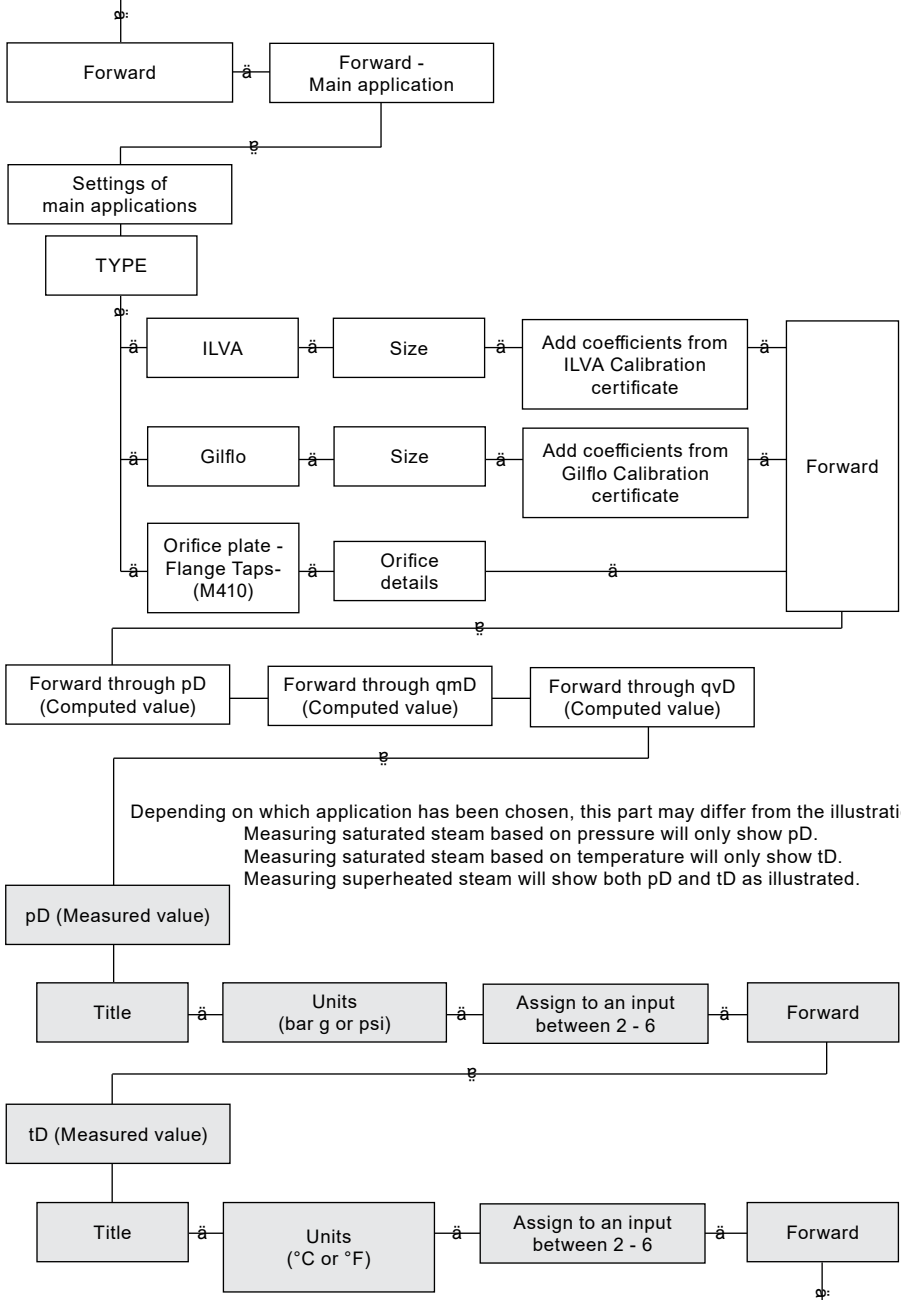 ä
Forward
ä
Forward -
Main application
ä
Settings of
main applications
TYPE
ä
ä
ILVA
ä
Size
ä
Add coefficients from
ILVA Calibration
certificate
ä
ä
Gilflo
ä
Size
ä
Add coefficients from
Gilflo Calibration
certificate
ä
Forward
ä
Orifice plate -
Flange Taps-
(M410)
ä
Orifice
details
ä
ä
Forward through pD
(Computed value)
Forward through qmD
(Computed value)
Forward through qvD
(Computed value)
ä
Depending on which application has been chosen, this part may differ from the illustrati
Measuring saturated steam based on pressure will only show pD.
Measuring saturated steam based on temperature will only show tD.
Measuring superheated steam will show both pD and tD as illustrated.
pD (Measured value)
Title
ä
Units
(bar g or psi)
ä
Assign to an input
between 2 - 6
ä
Forward
ä
tD (Measured value)
Title
ä
Units
(°C or °F)
ä
Assign to an input
between 2 - 6
ä
Forward
ä